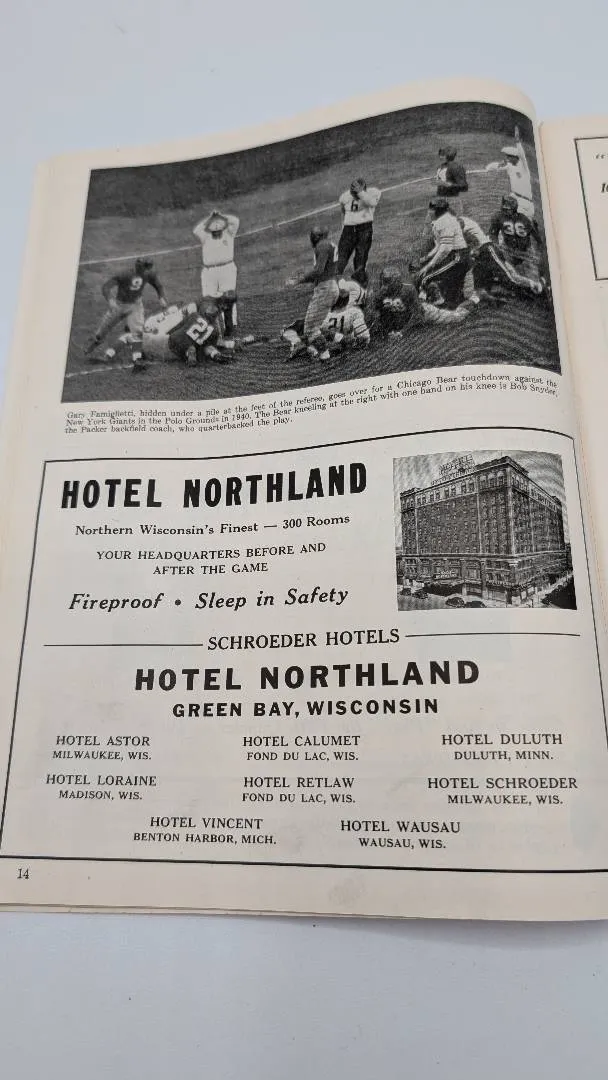 9
6
2
21
36
Gary Famiglietti, hidden under a pile at the feet of the referee, goes over for a Chicago Bear touchdown against the
New York Giants in the Polo Grounds in 1940. The Bear kneeling at the right with one hand on his knee is Bob Snyder,
the Packer backfield coach, who quarterbacked the play.
HOTEL NORTHLAND
Northern Wisconsin's Finest — 300 Rooms
YOUR HEADQUARTERS BEFORE AND
AFTER THE GAME
Fireproof • Sleep in Safety
SCHROEDER HOTELS
HOTEL NORTHLAND
GREEN BAY, WISCONSIN
HOTEL ASTOR HOTEL CALUMET HOTEL DULUTH
MILWAUKEE, WIS. FOND DU LAC, WIS. DULUTH, MINN.
HOTEL LORAINE HOTEL RETLAW HOTEL SCHROEDER
MADISON, WIS. FOND DU LAC, WIS. MILWAUKEE, WIS.
HOTEL VINCENT HOTEL WAUSAU
BENTON HARBOR, MICH. WAUSAU, WIS.
14